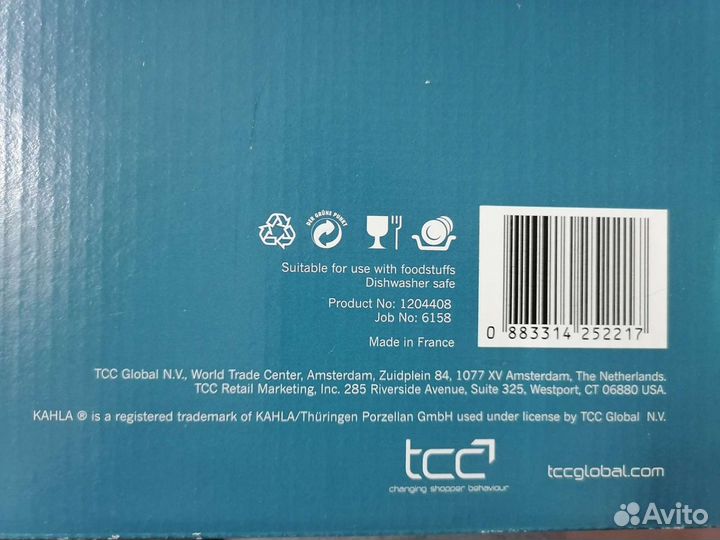 DER GRÜNE PUNKT
Suitable for use with foodstuffs
Dishwasher safe
Product No: 1204408
Job No: 6158
Made in France
0 883314 252217
TCC Global N.V., World Trade Center, Amsterdam, Zuidplein 84, 1077 XV Amsterdam, The Netherlands.
TCC Retail Marketing, Inc. 285 Riverside Avenue, Suite 325, Westport, CT 06880 USA.
KAHLA ® is a registered trademark of KAHLA/Thüringen Porzellan GmbH used under license by TCC Global N.V.
tcc
changing shopper behaviour
tccglobal.com
Avito